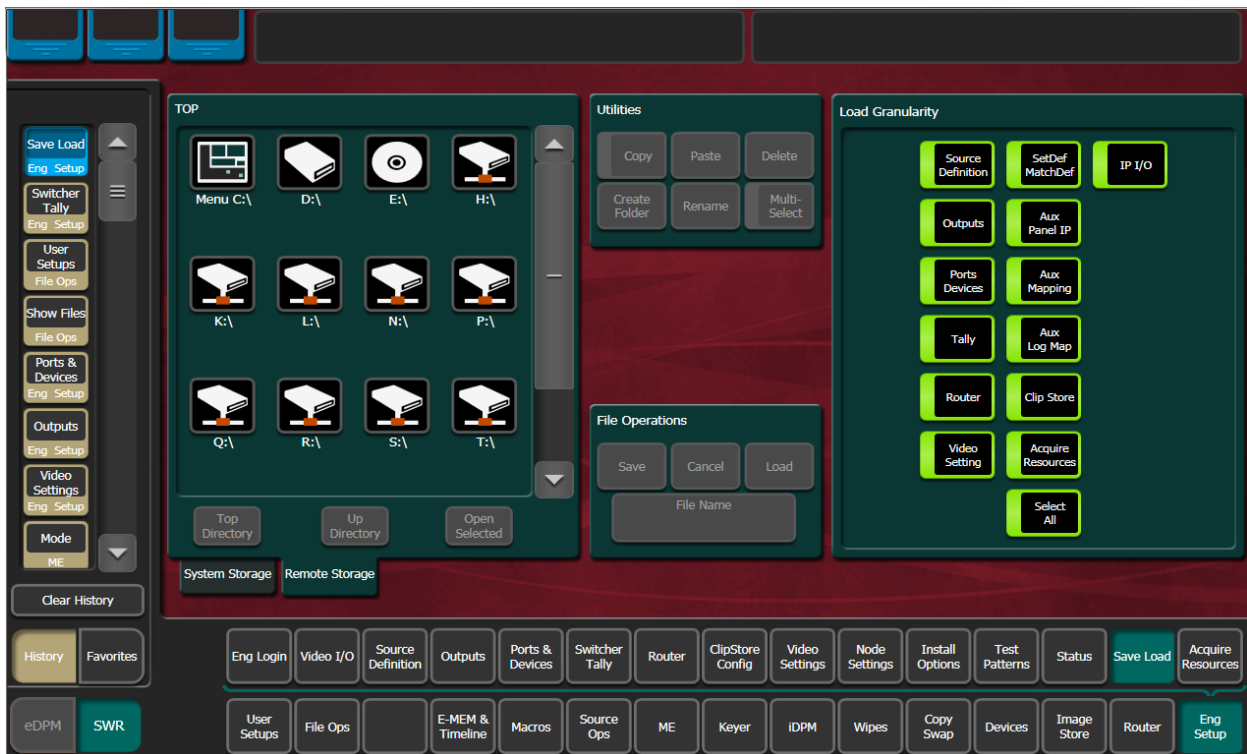 TOP
Utilities
Load Granularity
Save Load
Eng Setup
Switcher
Tally
Eng Setup
User
Setups
File Ops
Show Files
File Ops
Ports &
Devices
Eng Setup
Outputs
Eng Setup
Video
Settings
Eng Setup
Mode
ME
Clear History
History
Favorites
Menu C:\
D:\
E:\
H:\
K:\
L:\
N:\
P:\
Q:\
R:\
S:\
T:\
Top
Directory
Up
Directory
Open
Selected
System Storage
Remote Storage
Copy
Paste
Delete
Create
Folder
Rename
Multi-
Select
File Operations
Save
Cancel
Load
File Name
Source
Definition
SetDef
MatchDef
IP I/O
Outputs
Aux
Panel IP
Ports
Devices
Aux
Mapping
Tally
Aux
Log Map
Router
Clip Store
Video
Setting
Acquire
Resources
Select
All
Eng Login
Video I/O
Source
Definition
Outputs
Ports &
Devices
Switcher
Tally
Router
ClipStore
Config
Video
Settings
Node
Settings
Install
Options
Test
Patterns
Status
Save Load
Acquire
Resources
eDPM
SWR
User
Setups
File Ops
E-MEM &
Timeline
Macros
Source
Ops
ME
Keyer
iDPM
Wipes
Copy
Swap
Devices
Image
Store
Router
Eng
Setup